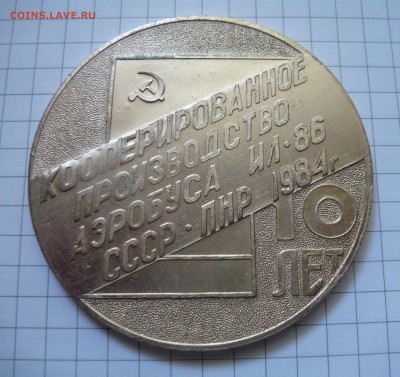 COINS.LAVE.RU
КООПЕРИРОВАННОЕ
ПРОИЗВОДСТВО
АЭРОБУСА ИЛ-86
СССР·ПНР 1984г
10
ЛЕТ